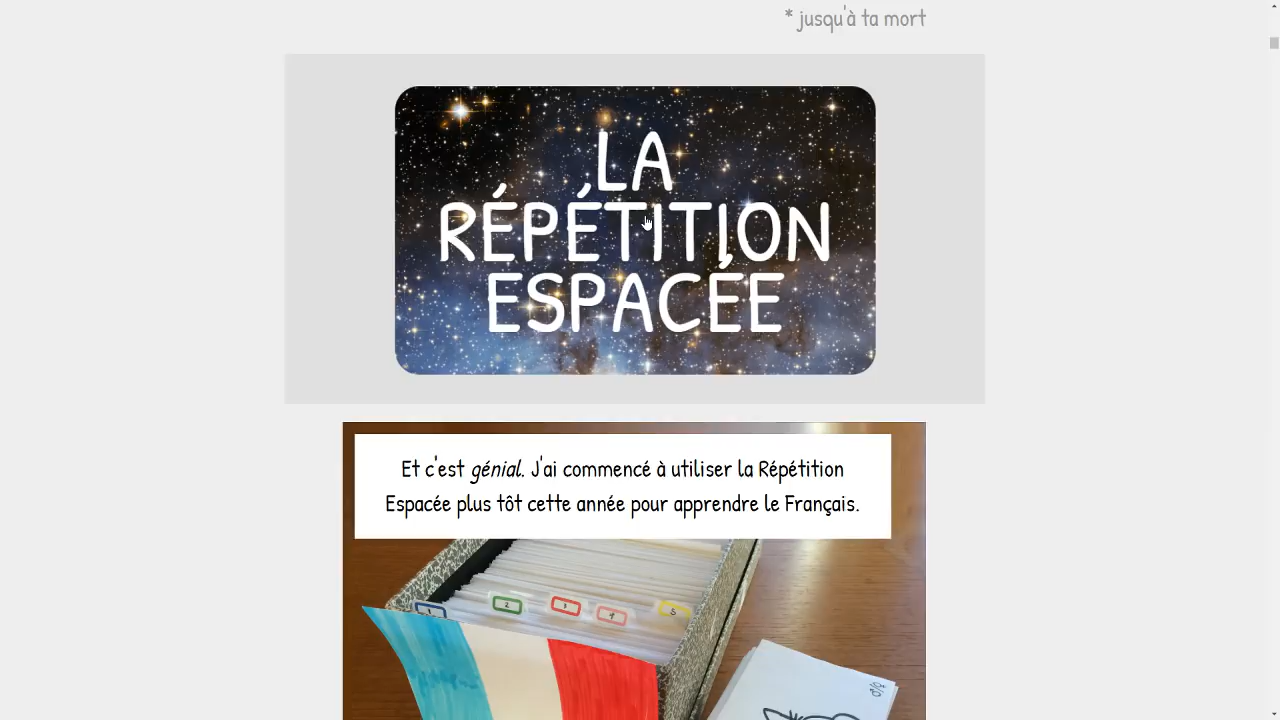 * jusqu'à ta mort
LA
RÉPÉTITION
ESPACÉE
Et c'est génial. J'ai commencé à utiliser la Répétition
Espacée plus tôt cette année pour apprendre le Français.
1
2
3
4
5